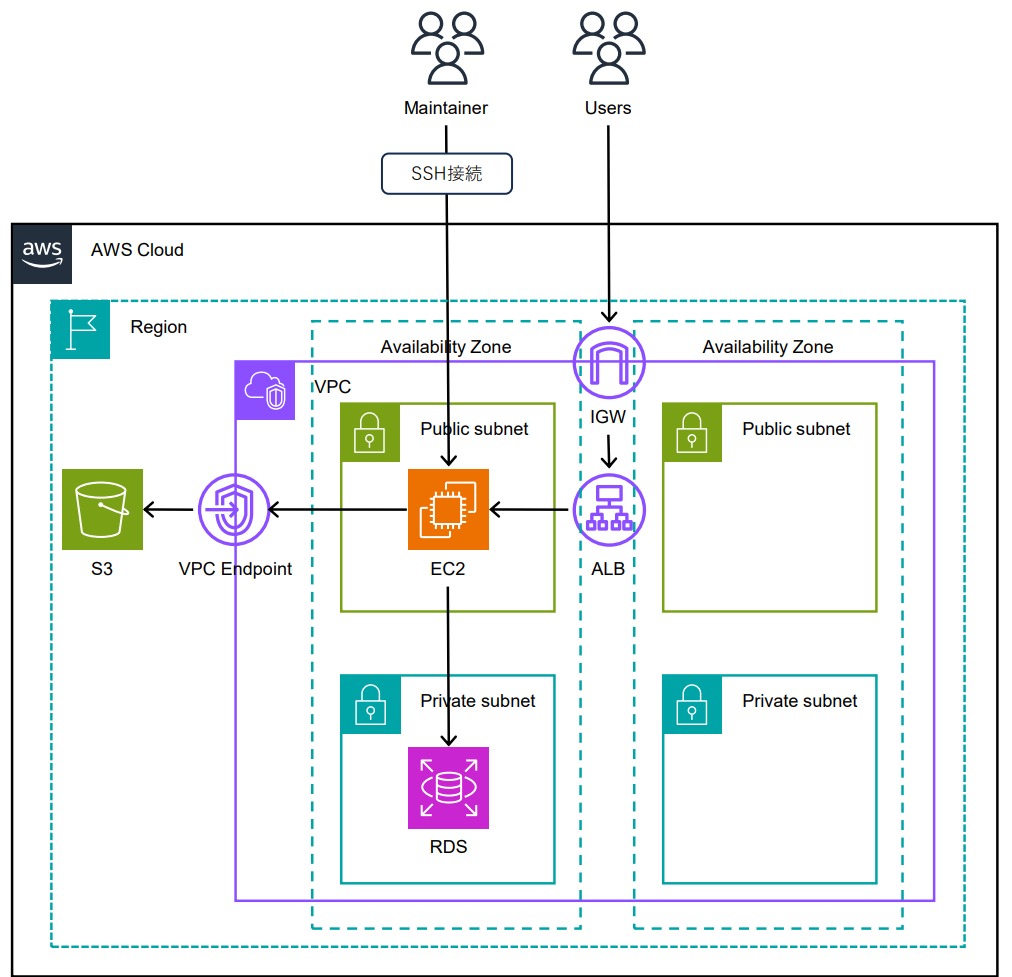 Maintainer
Users
SSH接続
aws
AWS Cloud
Region
Availability Zone
Availability Zone
VPC
IGW
Public subnet
Public subnet
S3
VPC Endpoint
EC2
ALB
Private subnet
Private subnet
RDS